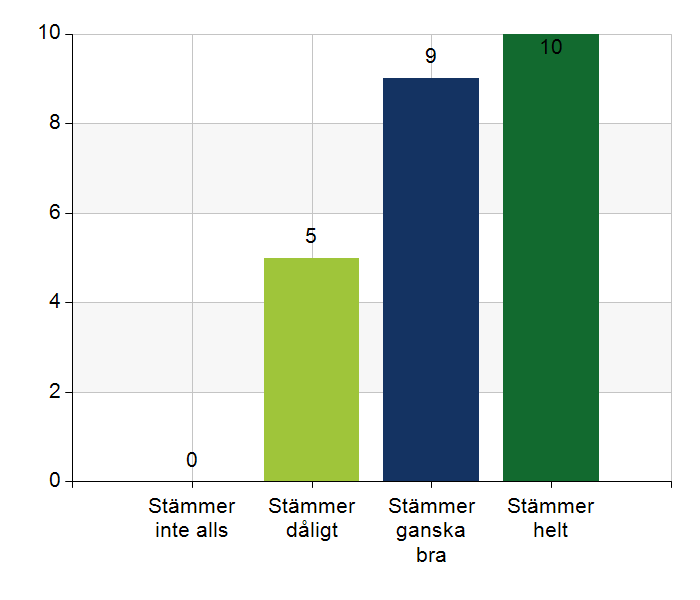 10
8
6
4
2
0
0
5
9
10
Stämmer
inte alls
Stämmer
dåligt
Stämmer
ganska
bra
Stämmer
helt